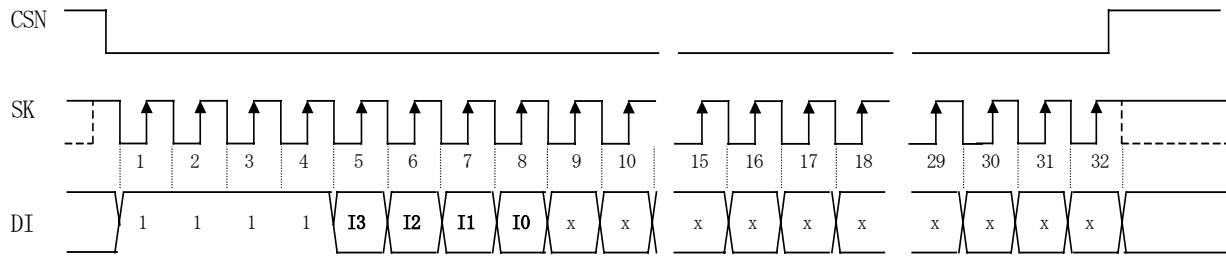 CSN
SK
1 2 3 4 5 6 7 8 9 10 15 16 17 18 29 30 31 32
DI 1 1 1 1 I3 I2 I1 I0 x x x x x x x x x x